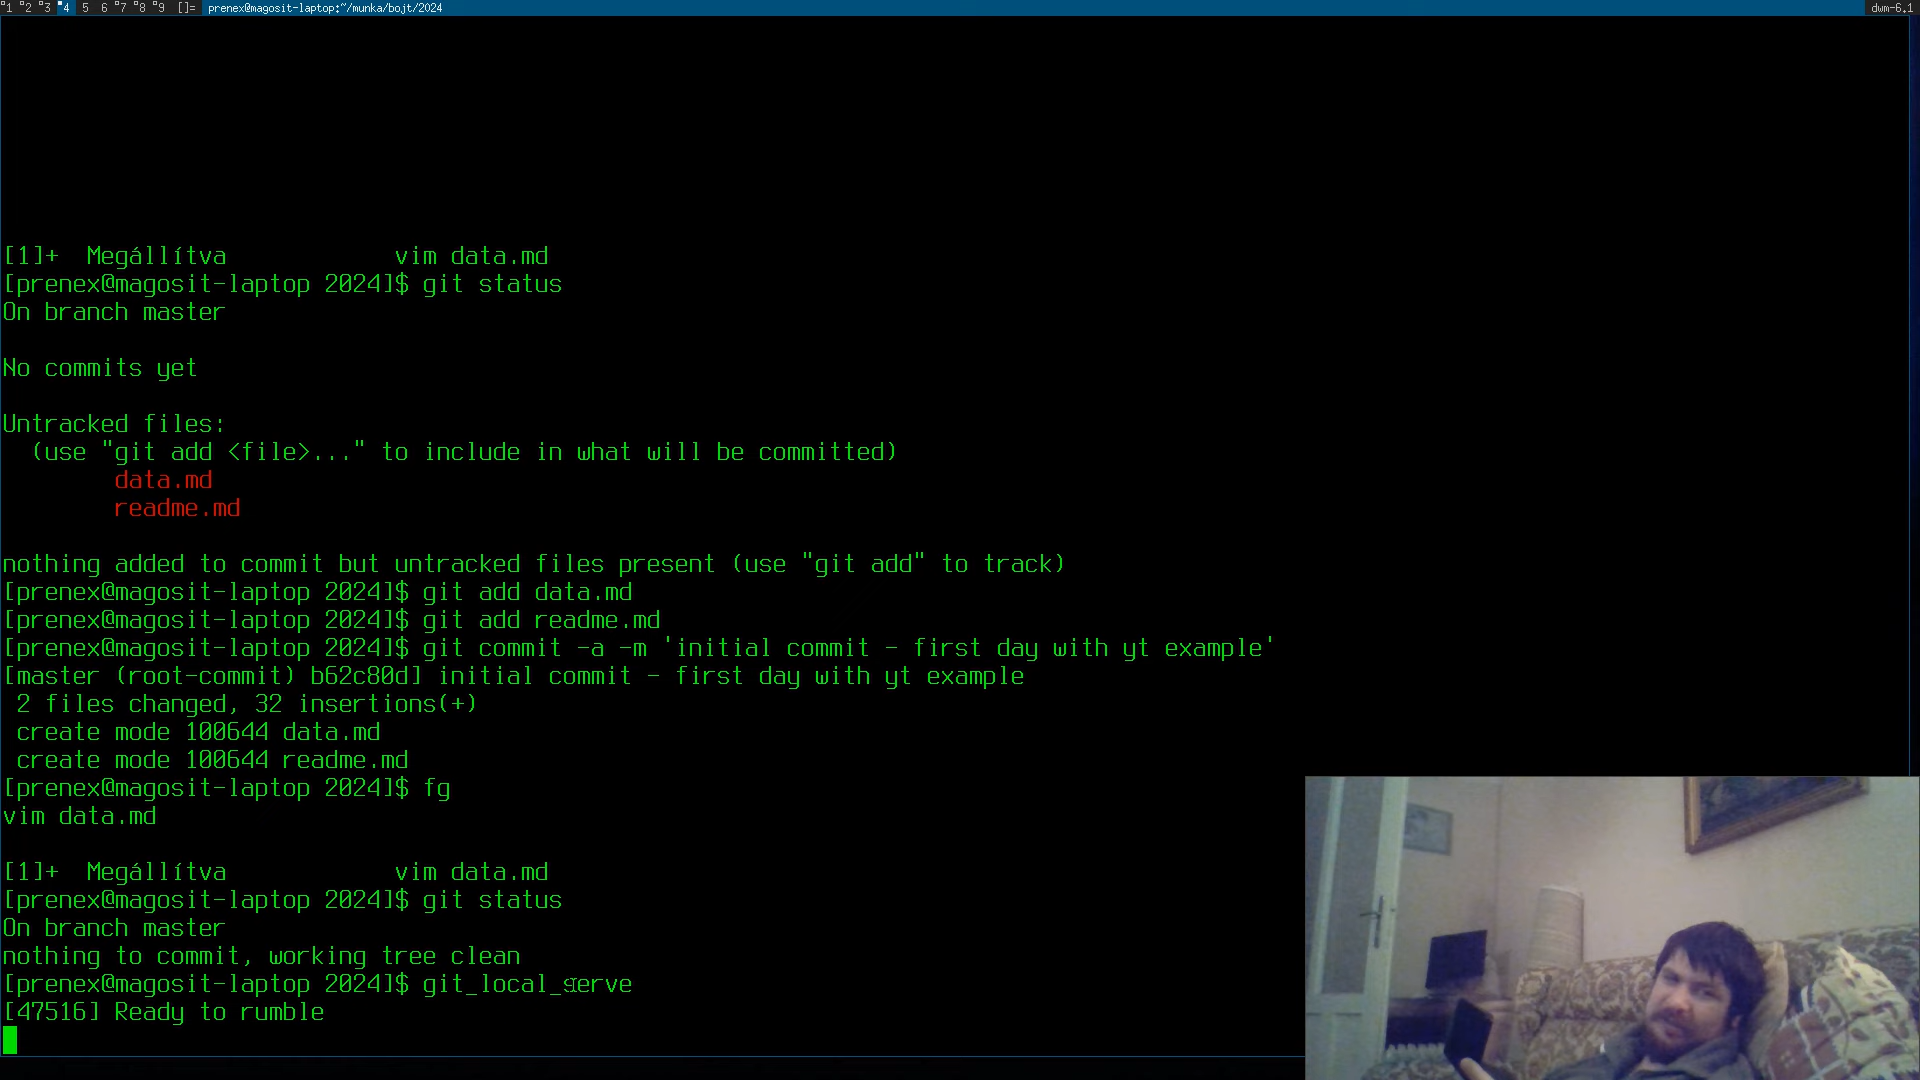 1 2 3 4 5 6 7 8 9 []= prenex@magosit-laptop:~/munka/bojt/2024 dwm-6.1
[1]+  Megállítva            vim data.md
[prenex@magosit-laptop 2024]$ git status
On branch master
No commits yet
Untracked files:
  (use "git add <file>..." to include in what will be committed)
        data.md
        readme.md
nothing added to commit but untracked files present (use "git add" to track)
[prenex@magosit-laptop 2024]$ git add data.md
[prenex@magosit-laptop 2024]$ git add readme.md
[prenex@magosit-laptop 2024]$ git commit -a -m 'initial commit - first day with yt example'
[master (root-commit) b62c80d] initial commit - first day with yt example
 2 files changed, 32 insertions(+)
 create mode 100644 data.md
 create mode 100644 readme.md
[prenex@magosit-laptop 2024]$ fg
vim data.md
[1]+  Megállítva            vim data.md
[prenex@magosit-laptop 2024]$ git status
On branch master
nothing to commit, working tree clean
[prenex@magosit-laptop 2024]$ git_local_serve
[47516] Ready to rumble